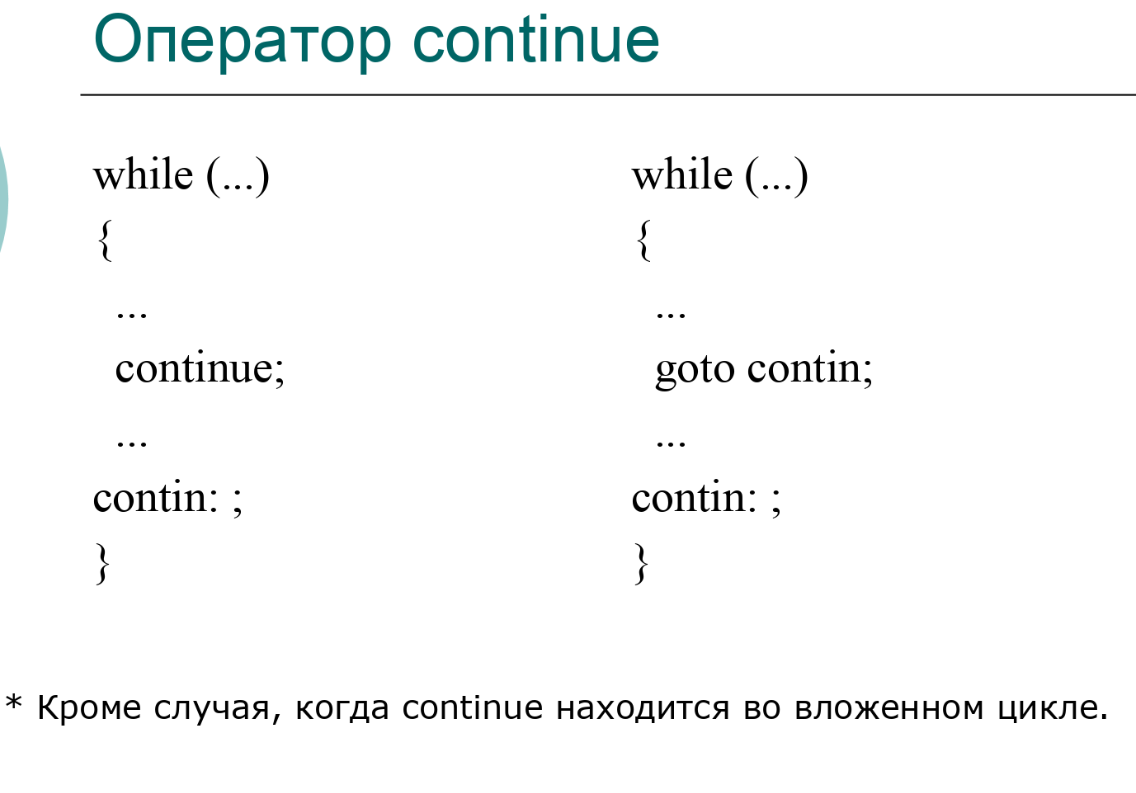 Оператор continue
while (...)
{
...
continue;
...
contin: ;
}
while (...)
{
...
goto contin;
...
contin: ;
}
* Кроме случая, когда continue находится во вложенном цикле.